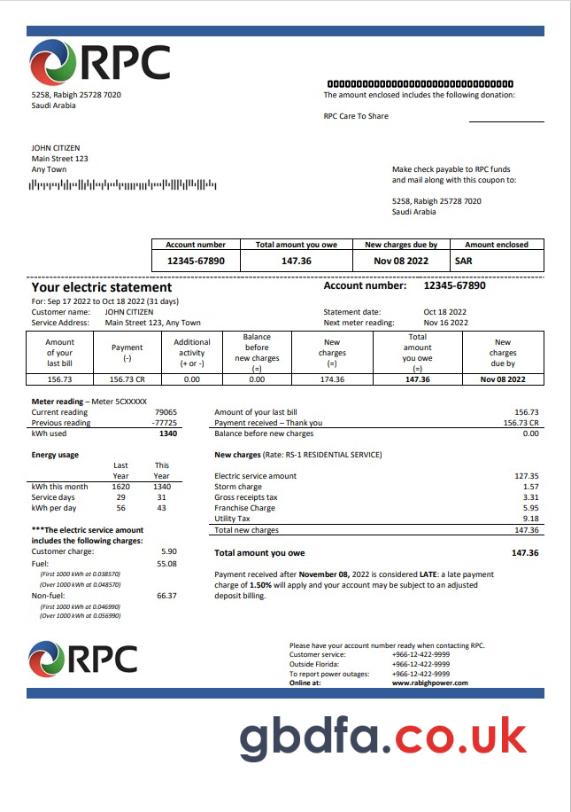 RPC
5258, Rabigh 25728 7020
Saudi Arabia
The amount enclosed includes the following donation:
RPC Care To Share
JOHN CITIZEN
Main Street 123
Any Town
Make check payable to RPC funds
and mail along with this coupon to:
5258, Rabigh 25728 7020
Saudi Arabia
Account number Total amount you owe New charges due by Amount enclosed
12345-67890 147.36 Nov 08 2022 SAR
Your electric statement Account number: 12345-67890
For: Sep 17 2022 to Oct 18 2022 (31 days)
Customer name: JOHN CITIZEN Statement date: Oct 18 2022
Service Address: Main Street 123, Any Town Next meter reading: Nov 16 2022
Amount of your last bill Payment (-) Additional activity (+ or -) Balance before new charges (=) New charges (=) Total amount you owe (=) New charges due by
156.73 156.73 CR 0.00 0.00 174.36 147.36 Nov 08 2022
Meter reading – Meter 5CXXXXX
Current reading 79065
Previous reading -77725
kWh used 1340
Amount of your last bill 156.73
Payment received – Thank you 156.73 CR
Balance before new charges 0.00
Energy usage
Last Year This Year
kWh this month 1620 1340
Service days 29 31
kWh per day 56 43
New charges (Rate: RS-1 RESIDENTIAL SERVICE)
Electric service amount 127.35
Storm charge 1.57
Gross receipts tax 3.31
Franchise Charge 5.95
Utility Tax 9.18
Total new charges 147.36
***The electric service amount
includes the following charges:
Customer charge: 5.90
Fuel: 55.08
(First 1000 kWh at 0.038570)
(Over 1000 kWh at 0.048570)
Non-fuel: 66.37
(First 1000 kWh at 0.046990)
(Over 1000 kWh at 0.056990)
Total amount you owe 147.36
Payment received after November 08, 2022 is considered LATE: a late payment
charge of 1.50% will apply and your account may be subject to an adjusted
deposit billing.
RPC
Please have your account number ready when contacting RPC.
Customer service: +966-12-422-9999
Outside Florida: +966-12-422-9999
To report power outages: +966-12-422-9999
Online at: www.rabighpower.com
gbdfa.co.uk